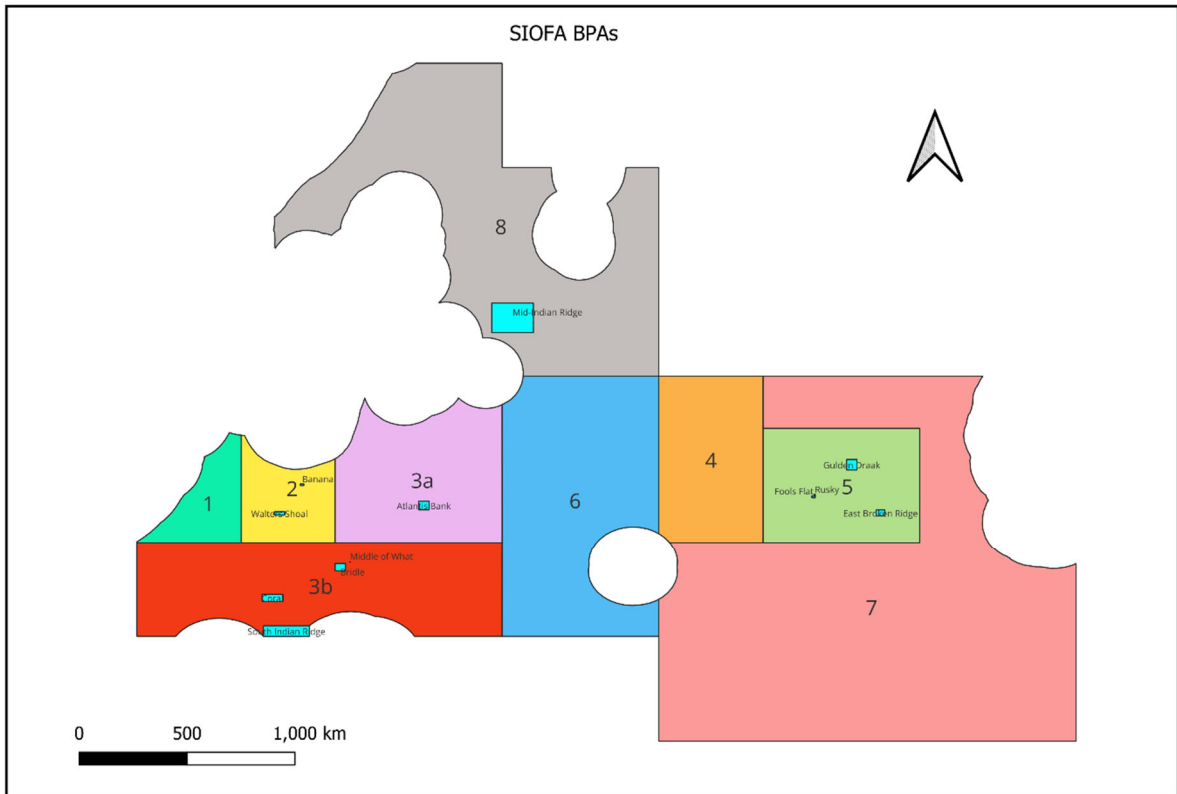 SIOFA BPAs
8
Mid-Indian Ridge
4
3a
Gulden Draak
Banana
2
5
Fools Flat
Rusky
1
6
Atlantis Bank
Walters Shoal
East Broken Ridge
Middle of What
Bridle
3b
Coral
7
South Indian Ridge
0
500
1,000 km